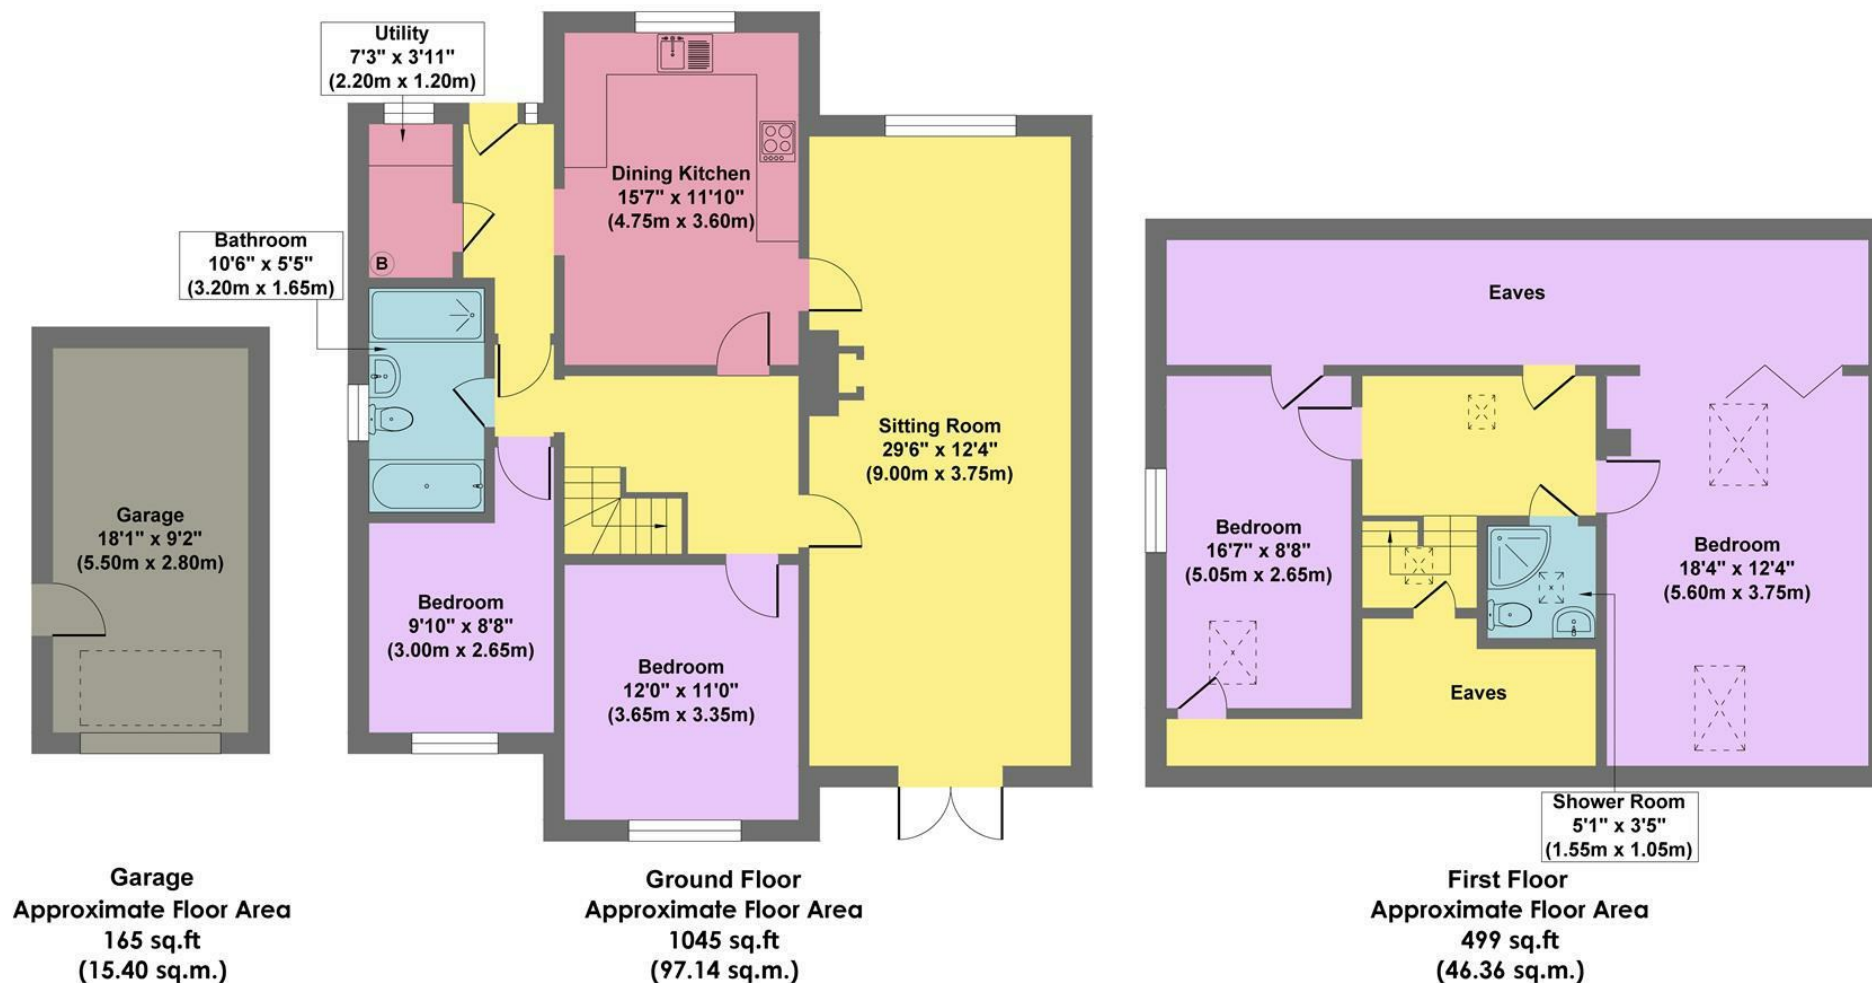 Utility
7'3" x 3'11"
(2.20m x 1.20m)
Dining Kitchen
15'7" x 11'10"
(4.75m x 3.60m)
Bathroom
10'6" x 5'5"
(3.20m x 1.65m)
B
Eaves
Sitting Room
29'6" x 12'4"
(9.00m x 3.75m)
Garage
18'1" x 9'2"
(5.50m x 2.80m)
Bedroom
16'7" x 8'8"
(5.05m x 2.65m)
Bedroom
18'4" x 12'4"
(5.60m x 3.75m)
Bedroom
9'10" x 8'8"
(3.00m x 2.65m)
Bedroom
12'0" x 11'0"
(3.65m x 3.35m)
Eaves
Shower Room
5'1" x 3'5"
(1.55m x 1.05m)
Garage
Approximate Floor Area
165 sq.ft
(15.40 sq.m.)
Ground Floor
Approximate Floor Area
1045 sq.ft
(97.14 sq.m.)
First Floor
Approximate Floor Area
499 sq.ft
(46.36 sq.m.)